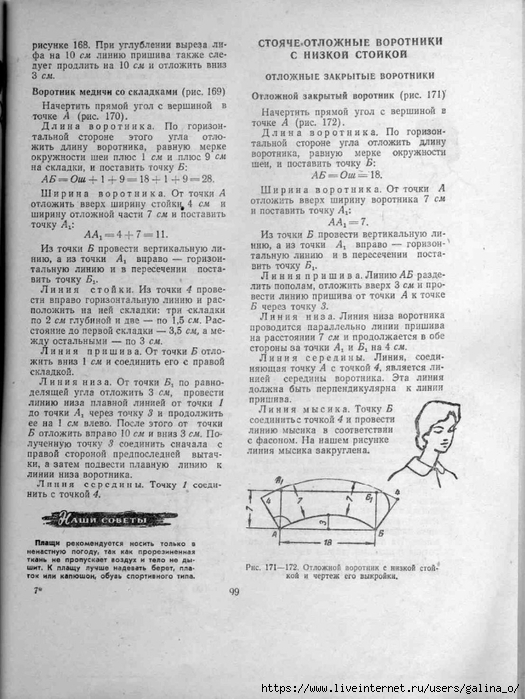 рисунке 168. При углублении выреза ли-
фа на 10 см линию пришива также сле-
дует продлить на 10 см и отложить вниз
3 см.
Воротник медичи со складками (рис. 169)
Начертить прямой угол с вершиной в
точке А (рис. 170).
Длина воротника. По горизон-
тальной стороне этого угла отло-
жить длину воротника, равную мерке
окружности шеи плюс 1 см и плюс 9 см
на складки, и поставить точку Б:
АБ=Ош+1+9=18+1+9=28.
Ширина воротника. От точки А
отложить вверх ширину стойки 4 см и
ширину отложной части 7 см и поставить
точку А₁:
АА₁=4+7=11.
Из точки Б провести вертикальную ли-
нию, а из точки А₁ вправо — горизон-
тальную линию и в пересечении поста-
вить точку Б₁.
Линия стойки. Из точки 4 прове-
сти вправо горизонтальную линию и рас-
положить на ней складки: три складки
по 2 см глубиной и две — по 1,5 см. Рас-
стояние до первой складки — 3,5 см, а ме-
жду остальными — по 3 см.
Линия пришива. От точки Б отло-
жить вниз 1 см и соединить его с правой
складкой.
Линия низа. От точки Б₁ по равно-
делящей угла отложить 3 см, провести
линию низа плавной линией от точки 1
до точки А₁ через точку 3 и продолжить
ее на 1 см влево. После этого от точки
Б отложить вправо 10 см и вниз 3 см. По-
лученную точку 3 соединить сначала с
правой стороной предпоследней вытач-
ки, а затем подвести плавную линию к
линии низа воротника.
Линия середины. Точку 1 соеди-
нить с точкой 4.
НАШИ СОВЕТЫ
Плащи рекомендуется носить только в
ненастную погоду, так как прорезиненная
ткань не пропускает воздух и тело не ды-
шит. К плащу лучше надевать берет, пла-
ток или капюшон, обувь спортивного типа.
7*
99
СТОЯЧЕ-ОТЛОЖНЫЕ ВОРОТНИКИ
С НИЗКОЙ СТОЙКОЙ
ОТЛОЖНЫЕ ЗАКРЫТЫЕ ВОРОТНИКИ
Отложной закрытый воротник (рис. 171)
Начертить прямой угол с вершиной в
точке А (рис. 172).
Длина воротника. По горизон-
тальной стороне угла отложить длину
воротника, равную мерке окружности
шеи, и поставить точку Б:
АБ=Ош=18.
Ширина воротника. От точки А
отложить вверх ширину воротника 7 см
и поставить точку А₁:
АА₁=7.
Из точки Б провести вертикальную ли-
нию, а из точки А₁ вправо — горизон-
тальную линию и в пересечении поста-
вить точку Б₁.
Линия пришива. Линию АБ разде-
лить пополам, отложить вверх 3 см и про-
вести линию пришива от точки А к точке
Б через точку 3.
Линия низа. Линия низа воротника
проводится параллельно линии пришива
на расстоянии 7 см и продолжается в обе
стороны за точки А₁ и Б₁ на 4 см.
Линия середины. Линия, соеди-
няющая точку А с точкой 4, является ли-
нией середины воротника. Эта линия
должна быть перпендикулярна к линии
пришива.
Линия мысика. Точку Б
соединить с точкой 4 и провести
линию мысика в соответствии
с фасоном. На нашем рисунке
линия мысика закруглена.
А₁
Б₁
4
4
7
7
7
3
А
Б
18
Рис. 171—172. Отложной воротник с низкой стой-
кой и чертеж его выкройки.
https://www.liveinternet.ru/users/galina_o/